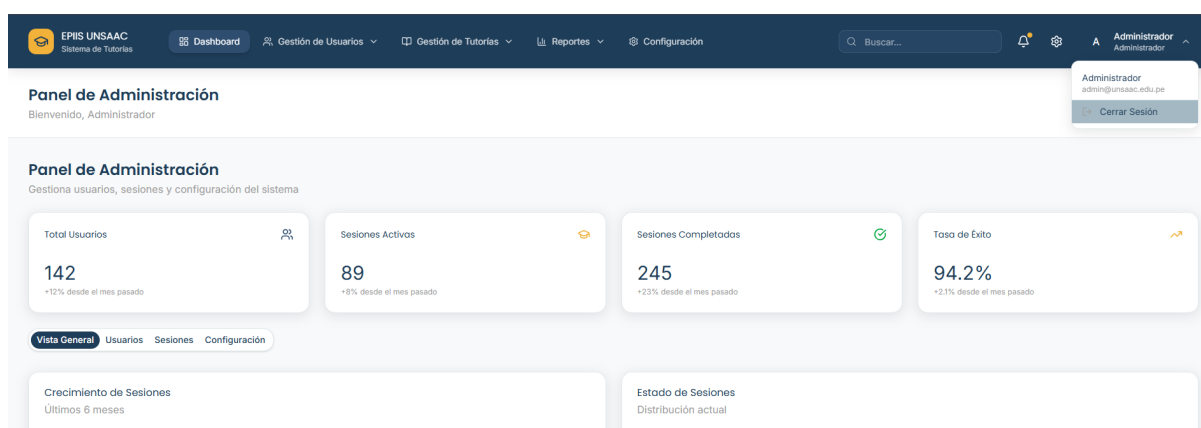 EPIIS UNSAAC
Sistema de Tutorías
Dashboard
Gestión de Usuarios
Gestión de Tutorías
Reportes
Configuración
Buscar...
A
Administrador
Administrador
Administrador
admin@unsaac.edu.pe
Cerrar Sesión
Panel de Administración
Bienvenido, Administrador
Panel de Administración
Gestiona usuarios, sesiones y configuración del sistema
Total Usuarios
142
+12% desde el mes pasado
Sesiones Activas
89
+8% desde el mes pasado
Sesiones Completadas
245
+23% desde el mes pasado
Tasa de Éxito
94.2%
+2.1% desde el mes pasado
Vista General
Usuarios
Sesiones
Configuración
Crecimiento de Sesiones
Últimos 6 meses
Estado de Sesiones
Distribución actual